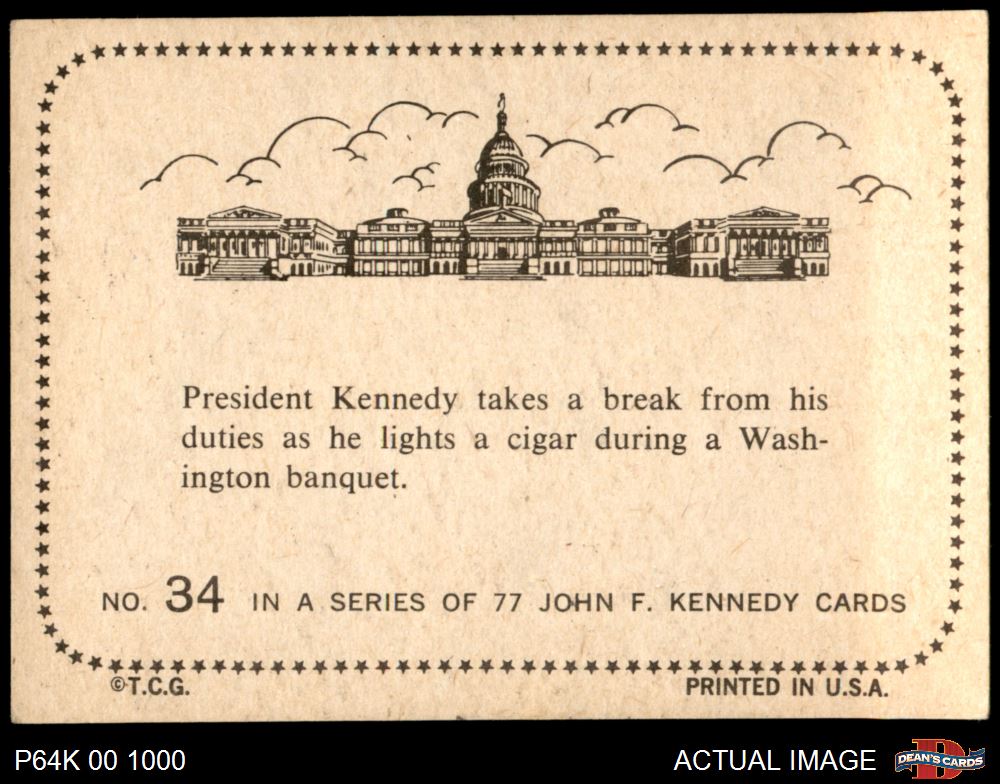 President Kennedy takes a break from his
duties as he lights a cigar during a Wash-
ington banquet.
NO. 34 IN A SERIES OF 77 JOHN F. KENNEDY CARDS
©T.C.G. PRINTED IN U.S.A.
P64K 00 1000 ACTUAL IMAGE D DEAN'S CARDS